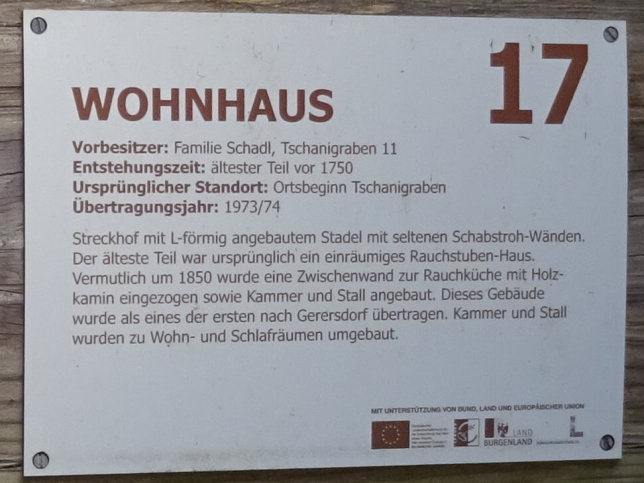 17
WOHNHAUS
Vorbesitzer: Familie Schadl, Tschanigraben 11
Entstehungszeit: ältester Teil vor 1750
Ursprünglicher Standort: Ortsbeginn Tschanigraben
Übertragungsjahr: 1973/74
Streckhof mit L-förmig angebautem Stadel mit seltenen Schabstroh-Wänden.
Der älteste Teil war ursprünglich ein einräumiges Rauchstuben-Haus.
Vermutlich um 1850 wurde eine Zwischenwand zur Rauchküche mit Holz-
kamin eingezogen sowie Kammer und Stall angebaut. Dieses Gebäude
wurde als eines der ersten nach Gerersdorf übertragen. Kammer und Stall
wurden zu Wohn- und Schlafräumen umgebaut.
MIT UNTERSTÜTZUNG VON BUND, LAND UND EUROPÄISCHER UNION
LAND
BURGENLAND